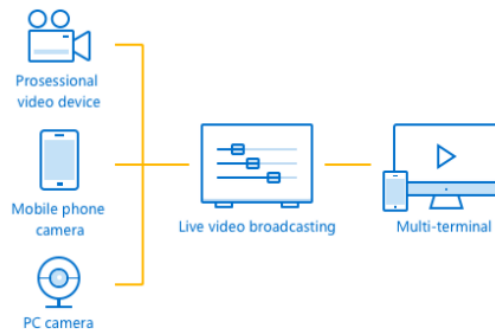 Prosessional
video device
Mobile phone
camera
Live video broadcasting
Multi-terminal
PC camera